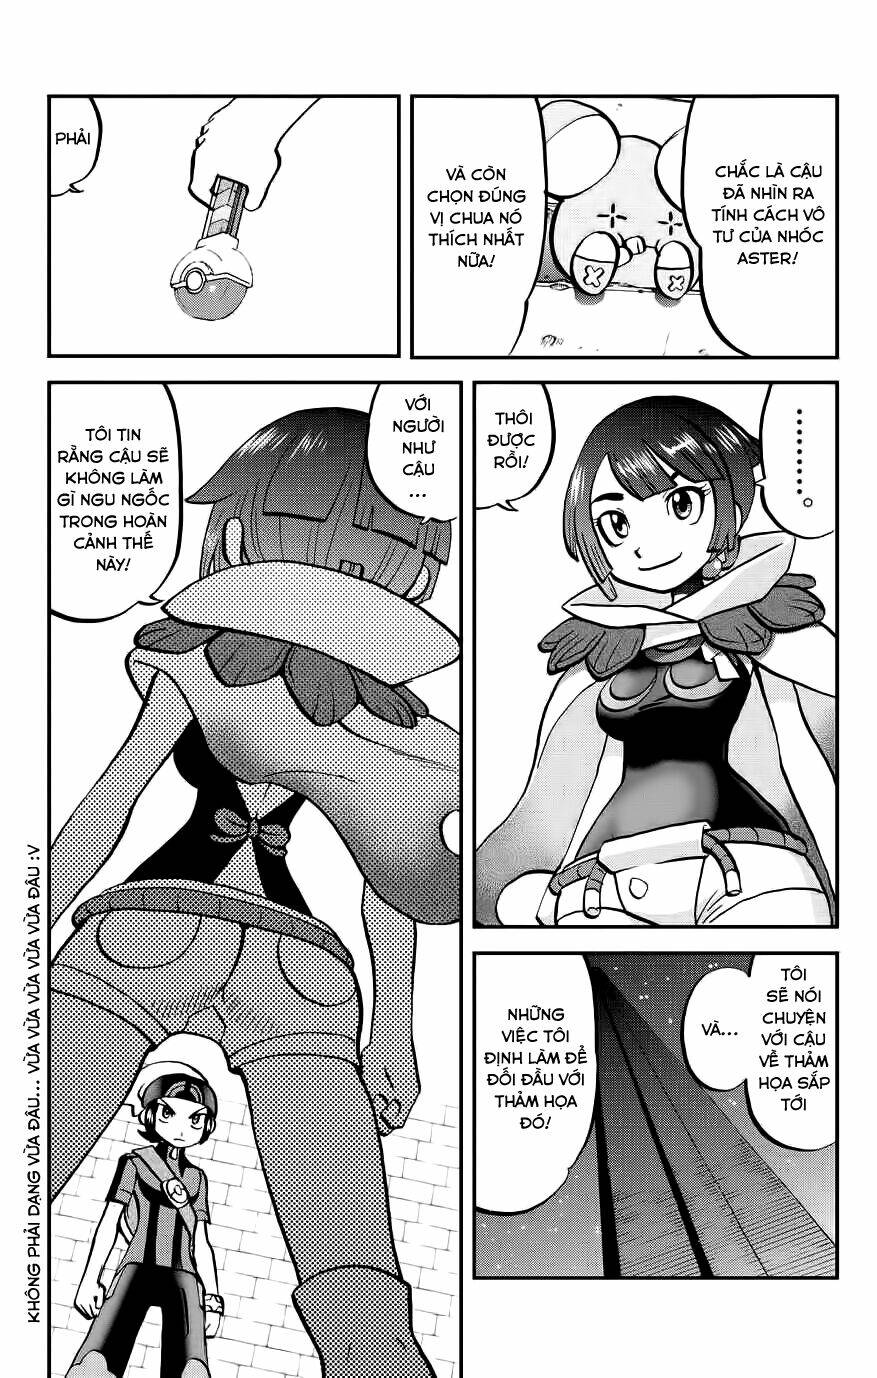 CHẮC LÀ CẬU
ĐÃ NHÌN RA
TÍNH CÁCH VÔ
TƯ CỦA NHÓC
ASTER!
VÀ CÒN
CHỌN ĐÚNG
VỊ CHUA NÓ
THÍCH NHẤT
NỮA!
PHẢI
.........
THÔI
ĐƯỢC
RỒI!
TÔI
SẼ NÓI
CHUYỆN
VỚI CẬU
VỀ THẢM
HỌA SẮP
TỚI
VÀ...
NHỮNG
VIỆC TÔI
ĐỊNH LÀM ĐỂ
ĐỐI ĐẦU VỚI
THẢM HỌA
ĐÓ!
VỚI
NGƯỜI
NHƯ
CẬU
...
TÔI TIN
RẰNG CẬU SẼ
KHÔNG LÀM
GÌ NGU NGỐC
TRONG HOÀN
CẢNH THẾ
NÀY!
KHÔNG PHẢI DẠNG VỪA ĐÂU... VỪA VỪA VỪA VỪA VỪA ĐÂU :V